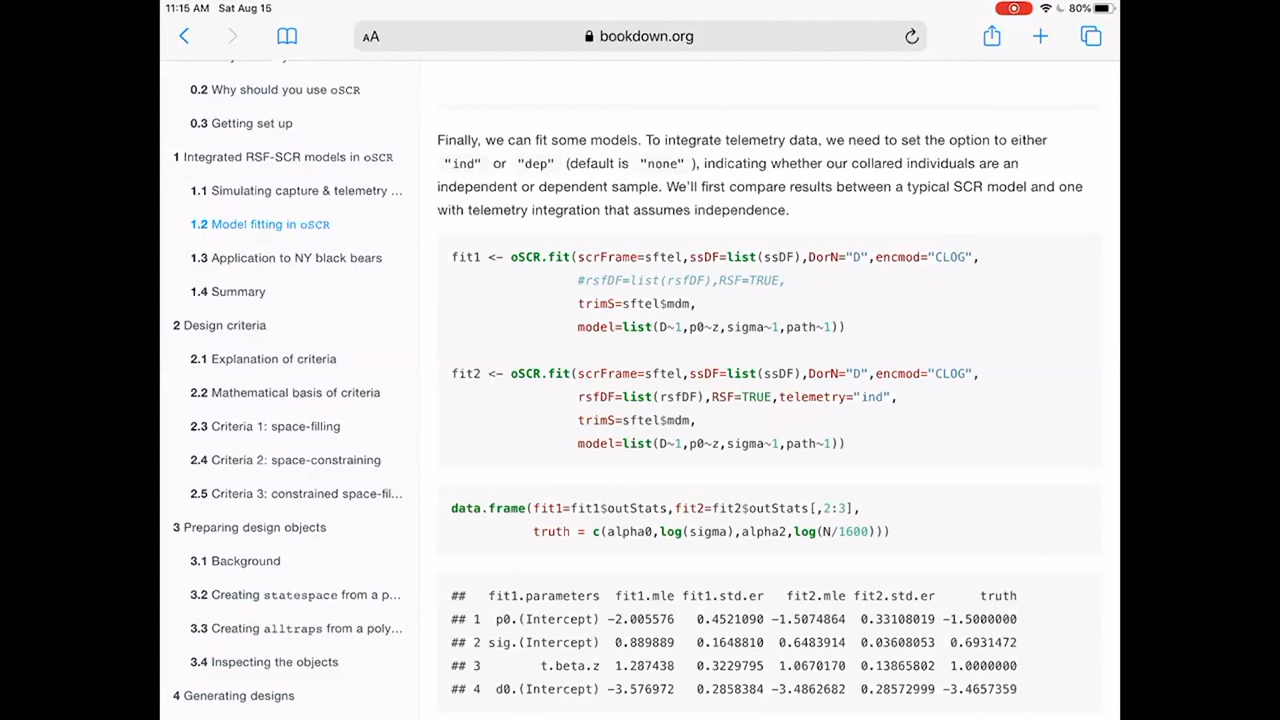 11:15 AM Sat Aug 15
80%
AA
bookdown.org
0.2 Why should you use oSCR
0.3 Getting set up
1 Integrated RSF-SCR models in oSCR
1.1 Simulating capture & telemetry ...
1.2 Model fitting in oSCR
1.3 Application to NY black bears
1.4 Summary
2 Design criteria
2.1 Explanation of criteria
2.2 Mathematical basis of criteria
2.3 Criteria 1: space-filling
2.4 Criteria 2: space-constraining
2.5 Criteria 3: constrained space-fil...
3 Preparing design objects
3.1 Background
3.2 Creating statespace from a p...
3.3 Creating alltraps from a poly...
3.4 Inspecting the objects
4 Generating designs
Finally, we can fit some models. To integrate telemetry data, we need to set the option to either
"ind" or "dep" (default is "none" ), indicating whether our collared individuals are an
independent or dependent sample. We'll first compare results between a typical SCR model and one
with telemetry integration that assumes independence.
fit1 <- oSCR.fit(scrFrame=sftel,ssDF=list(ssDF),DorN="D",encmod="CLOG",
#rsfDF=list(rsfDF),RSF=TRUE,
trimS=sftel$mdm,
model=list(D~1,p0~z,sigma~1,path~1))
fit2 <- oSCR.fit(scrFrame=sftel,ssDF=list(ssDF),DorN="D",encmod="CLOG",
rsfDF=list(rsfDF),RSF=TRUE,telemetry="ind",
trimS=sftel$mdm,
model=list(D~1,p0~z,sigma~1,path~1))
data.frame(fit1=fit1$outStats,fit2=fit2$outStats[,2:3],
truth = c(alpha0,log(sigma),alpha2,log(N/1600)))
## fit1.parameters fit1.mle fit1.std.er fit2.mle fit2.std.er truth
## 1 p0.(Intercept) -2.005576 0.4521090 -1.5074864 0.33108019 -1.5000000
## 2 sig.(Intercept) 0.889889 0.1648810 0.6483914 0.03608053 0.6931472
## 3 t.beta.z 1.287438 0.3229795 1.0670170 0.13865802 1.0000000
## 4 d0.(Intercept) -3.576972 0.2858384 -3.4862682 0.28572999 -3.4657359